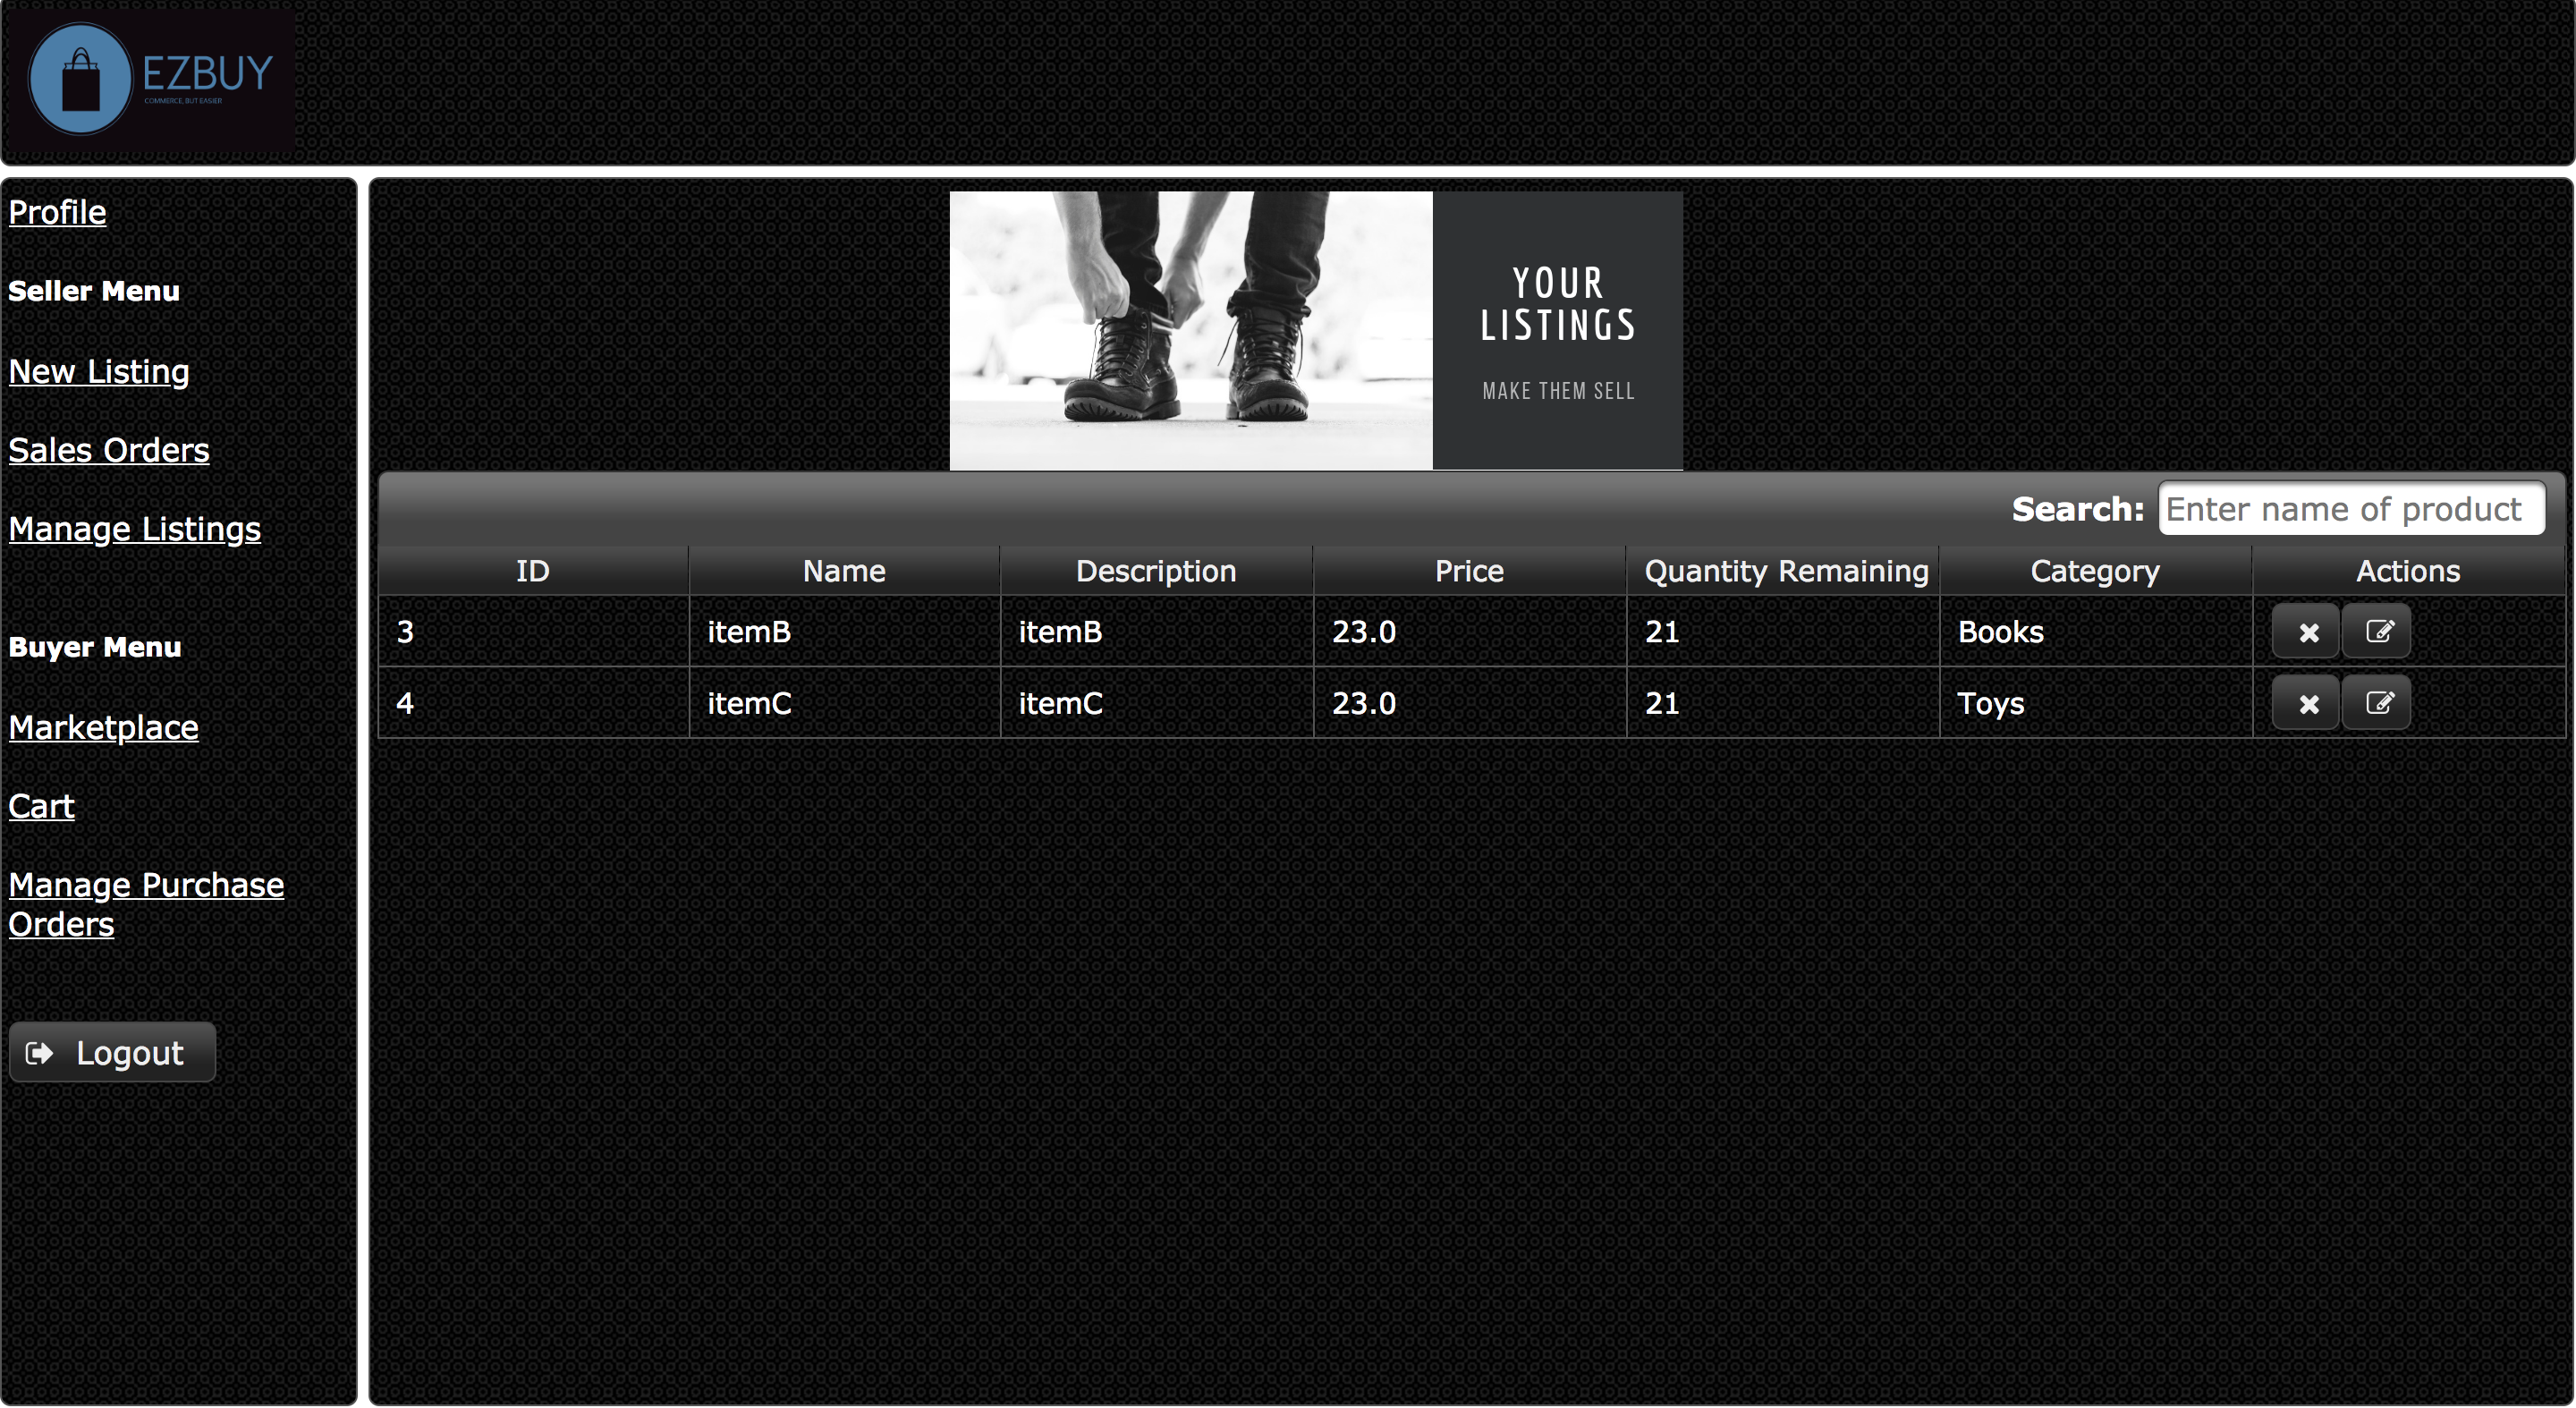 EZBUY
COMMERCE, BUT EASIER
Profile
Seller Menu
New Listing
Sales Orders
Manage Listings
Buyer Menu
Marketplace
Cart
Manage Purchase
Orders
Logout
YOUR
LISTINGS
MAKE THEM SELL
Search: Enter name of product
ID Name Description Price Quantity Remaining Category Actions
3 itemB itemB 23.0 21 Books
4 itemC itemC 23.0 21 Toys